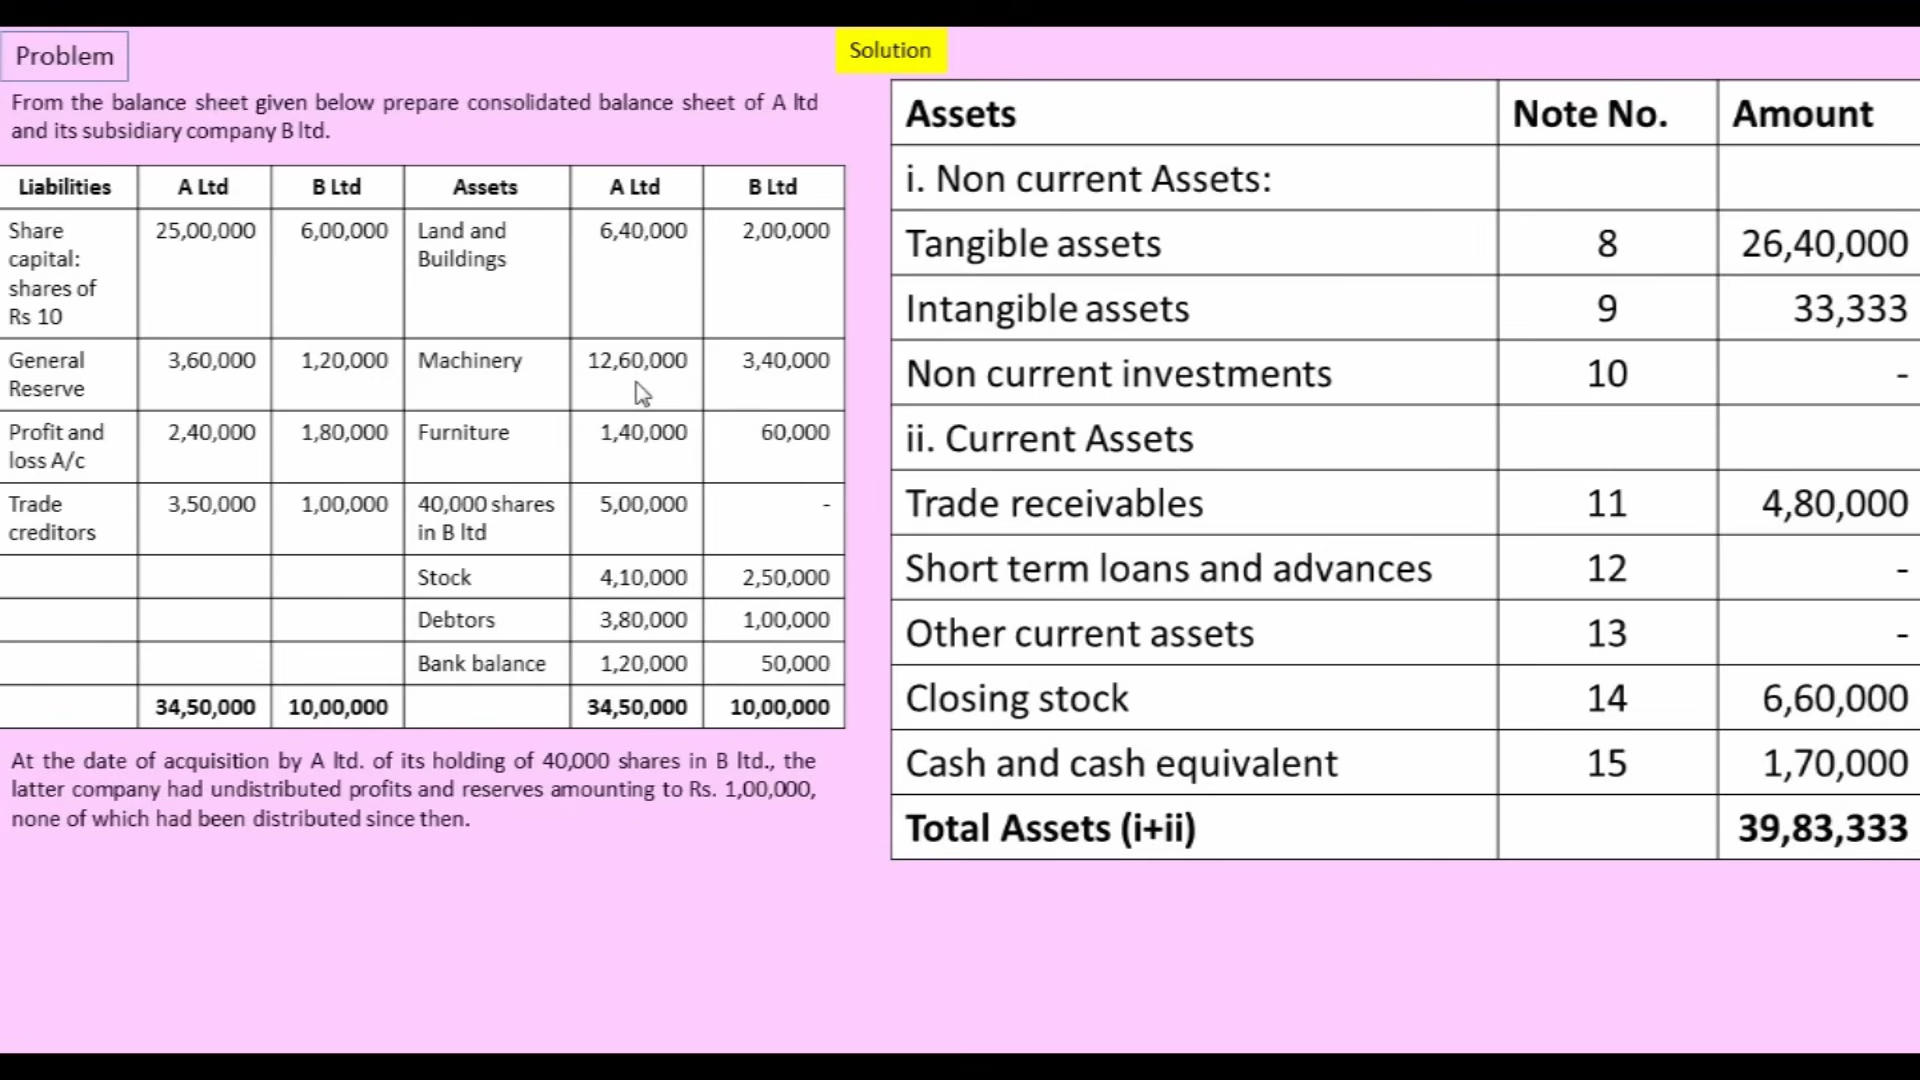 Problem
From the balance sheet given below prepare consolidated balance sheet of A ltd
and its subsidiary company B ltd.
Liabilities A Ltd B Ltd Assets A Ltd B Ltd
Share capital: shares of Rs 10 25,00,000 6,00,000 Land and Buildings 6,40,000 2,00,000
General Reserve 3,60,000 1,20,000 Machinery 12,60,000 3,40,000
Profit and loss A/c 2,40,000 1,80,000 Furniture 1,40,000 60,000
Trade creditors 3,50,000 1,00,000 40,000 shares in B ltd 5,00,000 -
Stock 4,10,000 2,50,000
Debtors 3,80,000 1,00,000
Bank balance 1,20,000 50,000
34,50,000 10,00,000 34,50,000 10,00,000
At the date of acquisition by A ltd. of its holding of 40,000 shares in B ltd., the
latter company had undistributed profits and reserves amounting to Rs. 1,00,000,
none of which had been distributed since then.
Solution
Assets Note No. Amount
i. Non current Assets:
Tangible assets 8 26,40,000
Intangible assets 9 33,333
Non current investments 10 -
ii. Current Assets
Trade receivables 11 4,80,000
Short term loans and advances 12 -
Other current assets 13 -
Closing stock 14 6,60,000
Cash and cash equivalent 15 1,70,000
Total Assets (i+ii) 39,83,333